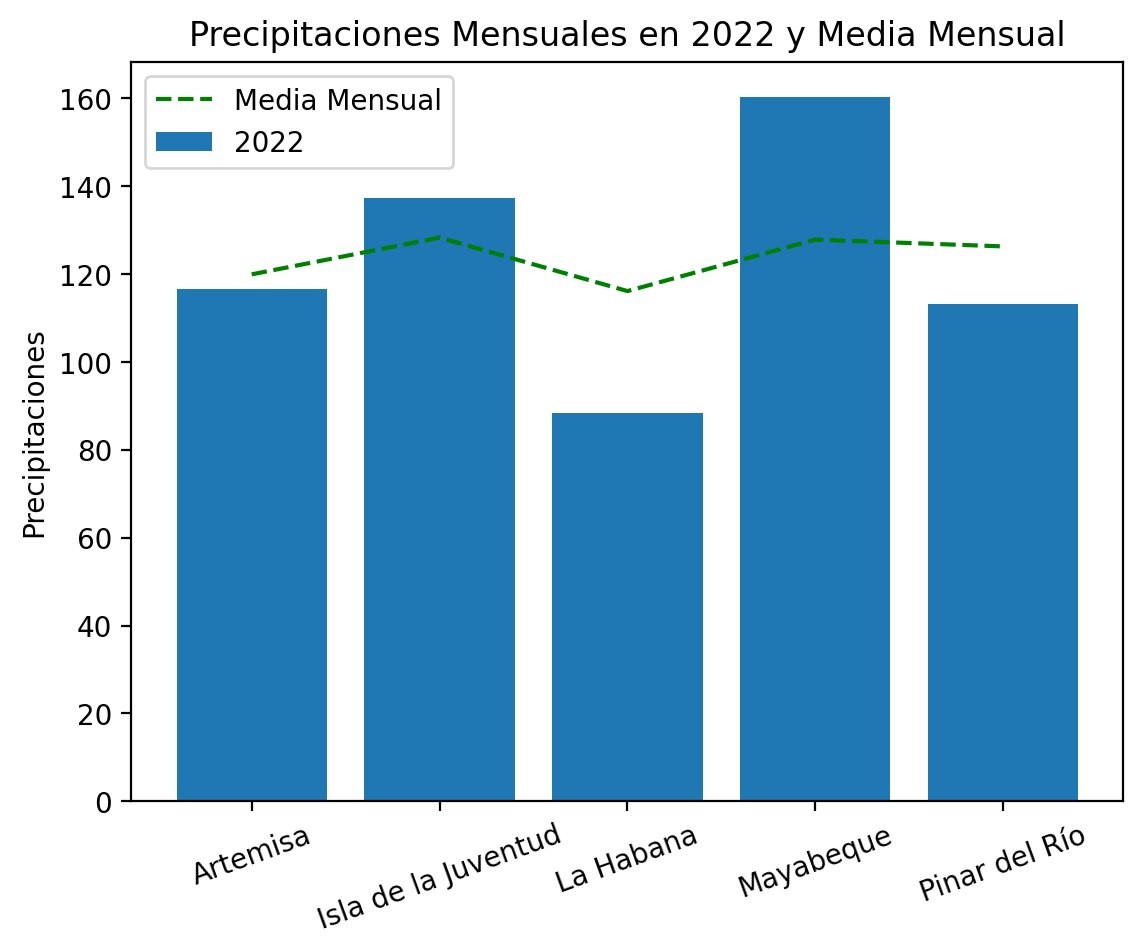 Precipitaciones Mensuales en 2022 y Media Mensual
Media Mensual
2022
Precipitaciones
160
140
120
100
80
60
40
20
0
Artemisa
Isla de la Juventud
La Habana
Mayabeque
Pinar del Río